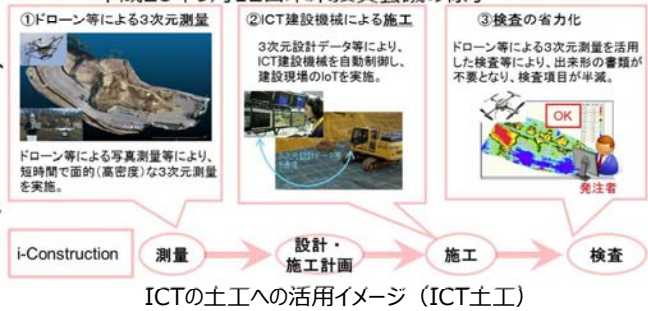 ①ドローン等による3次元測量
ドローン等による写真測量等により、
短時間で面的(高密度)な3次元測量
を実施。
②ICT建設機械による施工
3次元設計データ等により、
ICT建設機械を自動制御し、
建設現場のIoTを実施。
③検査の省力化
ドローン等による3次元測量を活用
した検査等により、出来形の書類が
不要となり、検査項目が半減。
OK
発注者
i-Construction
測量
設計・
施工計画
施工
検査
ICTの土工への活用イメージ（ICT土工）